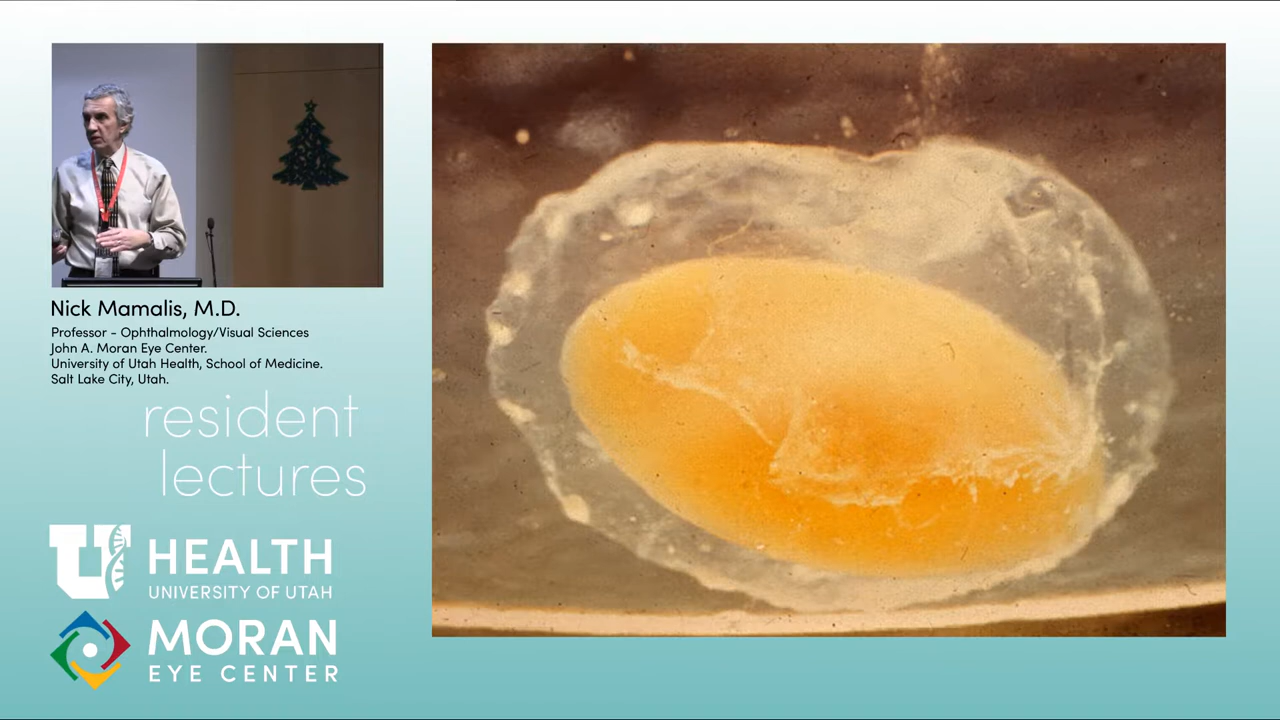 Nick Mamalis, M.D.
Professor - Ophthalmology/Visual Sciences
John A. Moran Eye Center.
University of Utah Health, School of Medicine.
Salt Lake City, Utah.
resident
lectures
U HEALTH
UNIVERSITY OF UTAH
MORAN
EYE CENTER